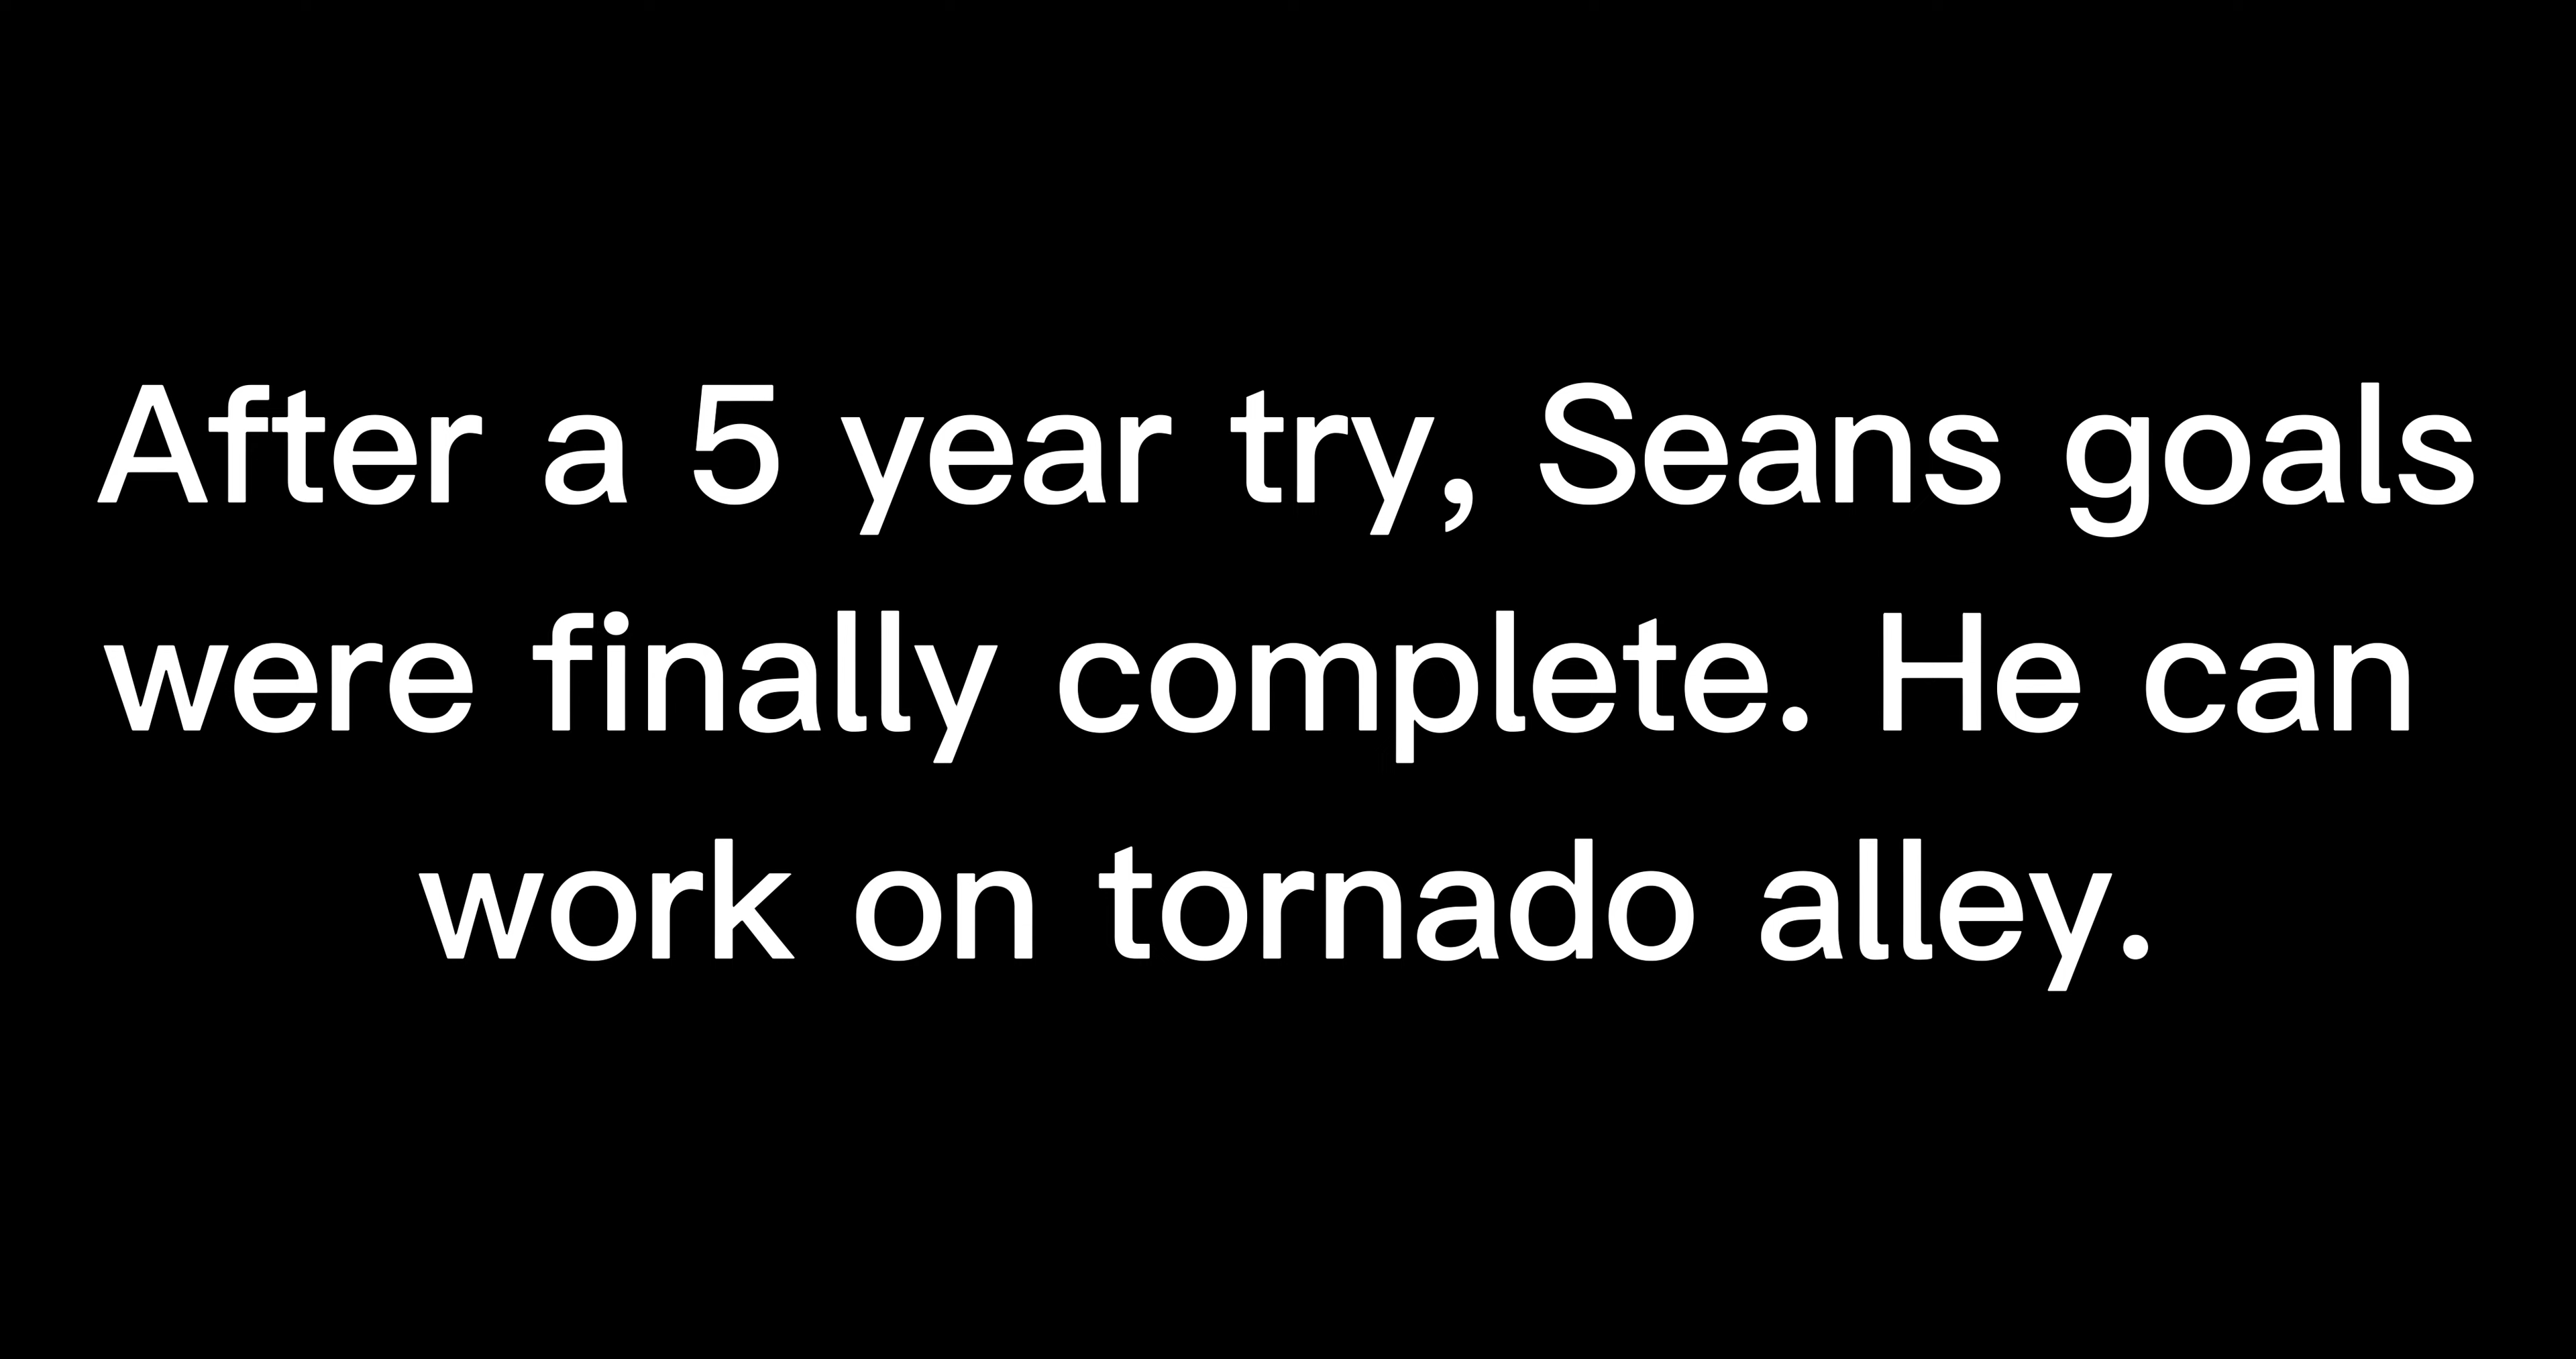 After a 5 year try, Seans goals
were finally complete. He can
work on tornado alley.